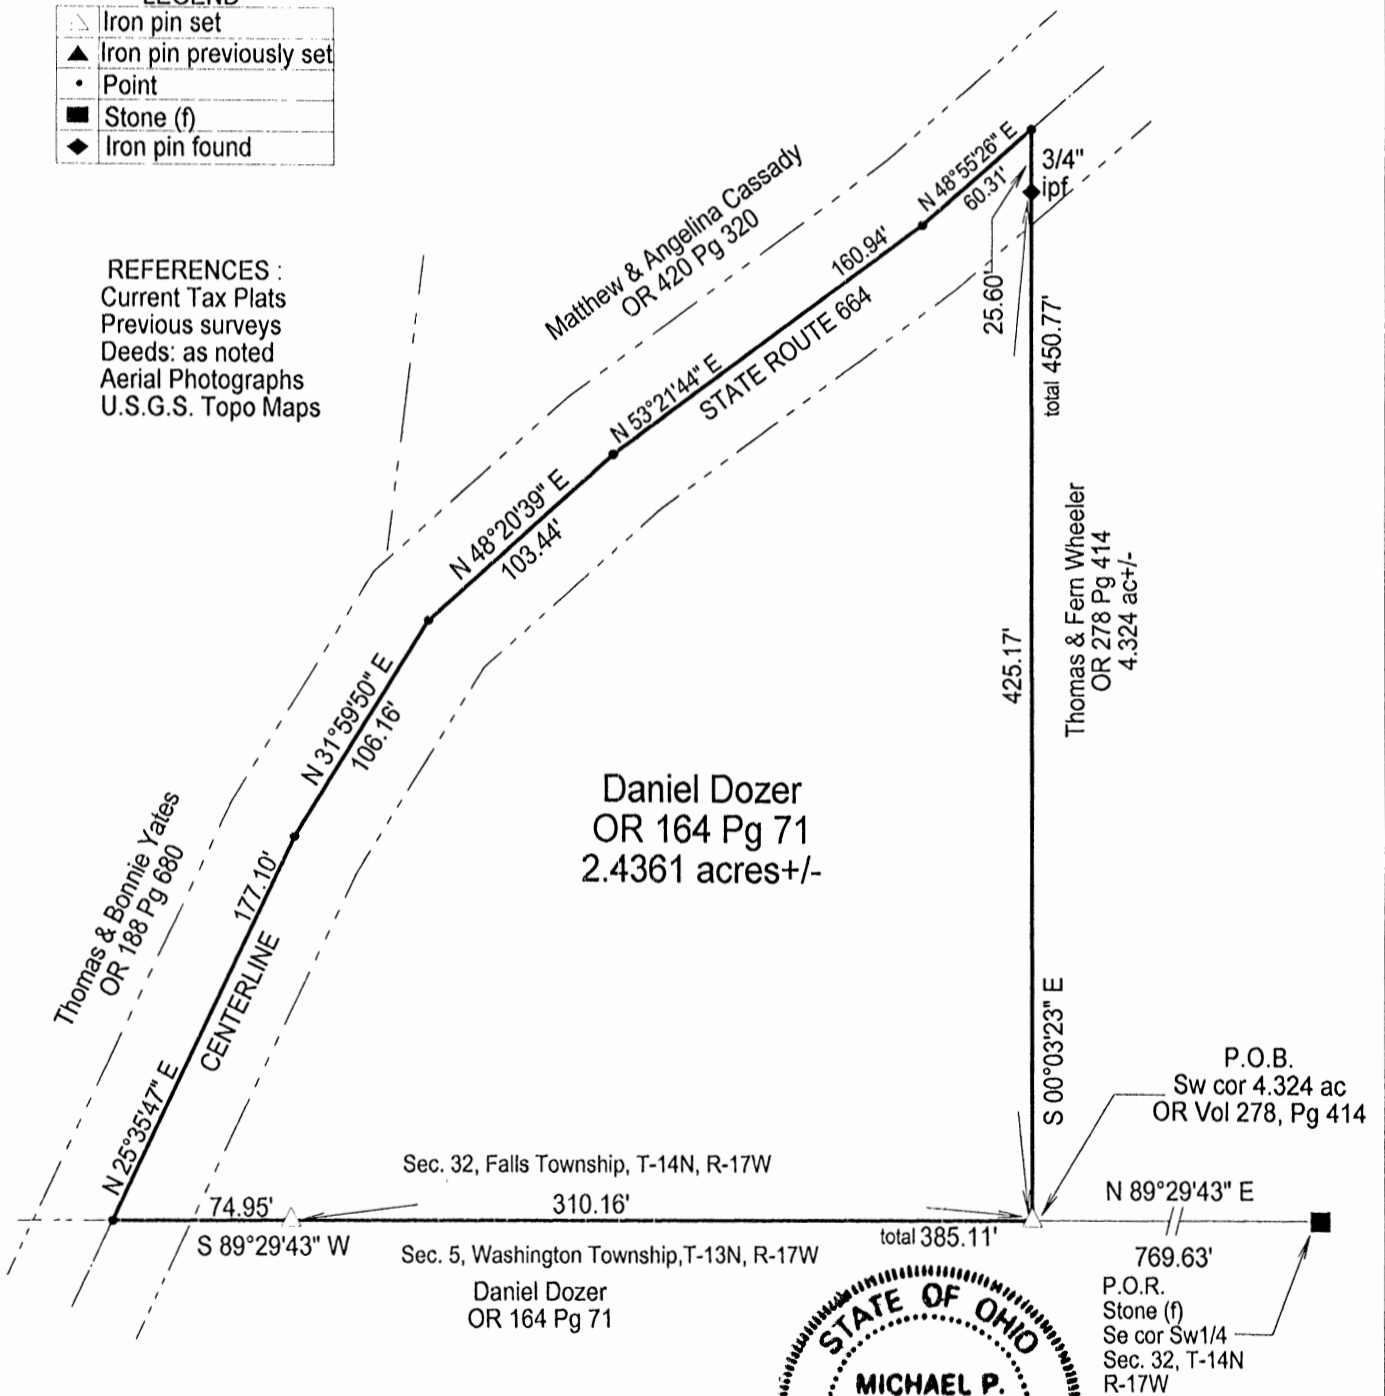 LEGEND
Iron pin set
Iron pin previously set
Point
Stone (f)
Iron pin found
REFERENCES :
Current Tax Plats
Previous surveys
Deeds: as noted
Aerial Photographs
U.S.G.S. Topo Maps
Matthew & Angelina Cassady
OR 420 Pg 320
N 48°55'26" E
60.31'
3/4"
ipf
25.60'
total 450.77'
160.94'
STATE ROUTE 664
N 53°21'44" E
N 48°20'39" E
103.44'
Thomas & Fern Wheeler
OR 278 Pg 414
4.324 ac+/-
425.17'
N 31°59'50" E
106.16'
Daniel Dozer
OR 164 Pg 71
2.4361 acres+/-
Thomas & Bonnie Yates
OR 188 Pg 680
177.10'
CENTERLINE
N 25°35'47" E
S 00°03'23" E
P.O.B.
Sw cor 4.324 ac
OR Vol 278, Pg 414
Sec. 32, Falls Township, T-14N, R-17W
74.95'
310.16'
N 89°29'43" E
S 89°29'43" W
total 385.11'
Sec. 5, Washington Township,T-13N, R-17W
769.63'
Daniel Dozer
OR 164 Pg 71
P.O.R.
Stone (f)
Se cor Sw1/4
Sec. 32, T-14N
R-17W
STATE OF OHIO
MICHAEL P.